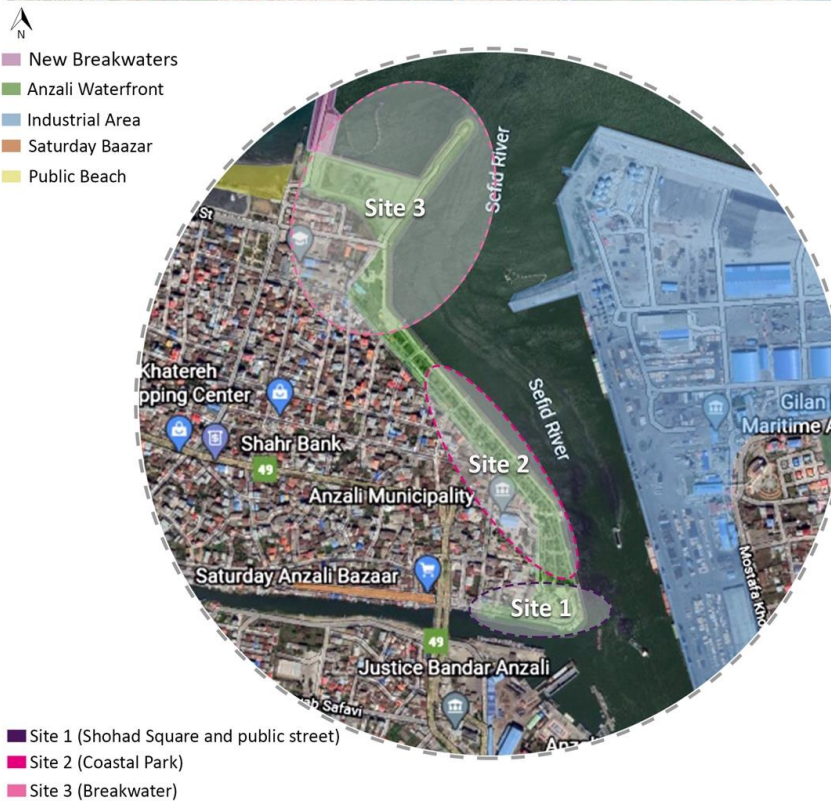 N
New Breakwaters
Anzali Waterfront
Industrial Area
Saturday Baazar
Public Beach
Sefid River
Site 3
St
Khatereh
pping Center
Sefid River
Gilan
Maritime A
Shahr Bank
49
Site 2
Anzali Municipality
Saturday Anzali Bazaar
Mostafa Kho
Site 1
49
Justice Bandar Anzali
ab Safavi
Anza
Site 1 (Shohad Square and public street)
Site 2 (Coastal Park)
Site 3 (Breakwater)